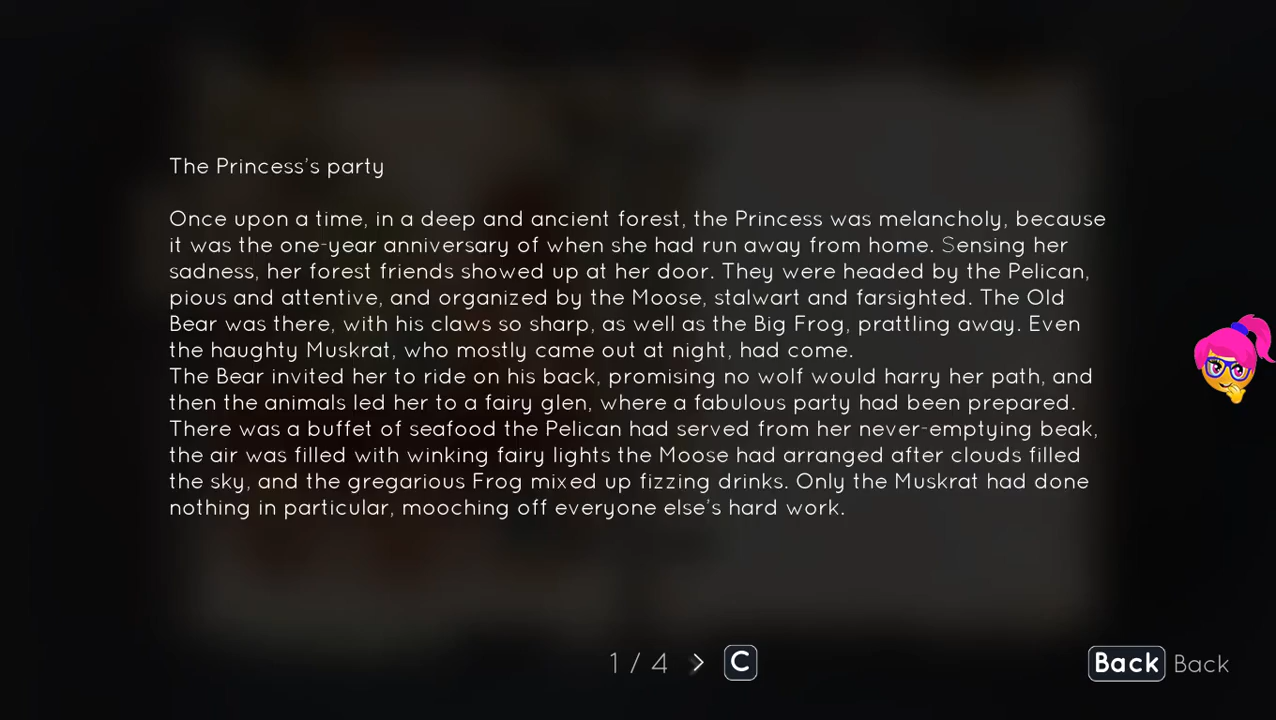 The Princess's party
Once upon a time, in a deep and ancient forest, the Princess was melancholy, because
it was the one-year anniversary of when she had run away from home. Sensing her
sadness, her forest friends showed up at her door. They were headed by the Pelican,
pious and attentive, and organized by the Moose, stalwart and farsighted. The Old
Bear was there, with his claws so sharp, as well as the Big Frog, prattling away. Even
the haughty Muskrat, who mostly came out at night, had come.
The Bear invited her to ride on his back, promising no wolf would harry her path, and
then the animals led her to a fairy glen, where a fabulous party had been prepared.
There was a buffet of seafood the Pelican had served from her never-emptying beak,
the air was filled with winking fairy lights the Moose had arranged after clouds filled
the sky, and the gregarious Frog mixed up fizzing drinks. Only the Muskrat had done
nothing in particular, mooching off everyone else's hard work.
1 / 4 > C
Back Back